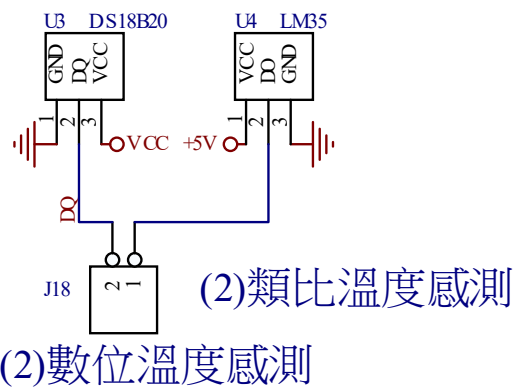 U3 DS18B20
U4 LM35
GND DQ VCC
VCC DO GND
1 2 3
1 2 3
VCC +5V
DQ
J18
2 1
(2)類比溫度感測
(2)數位溫度感測